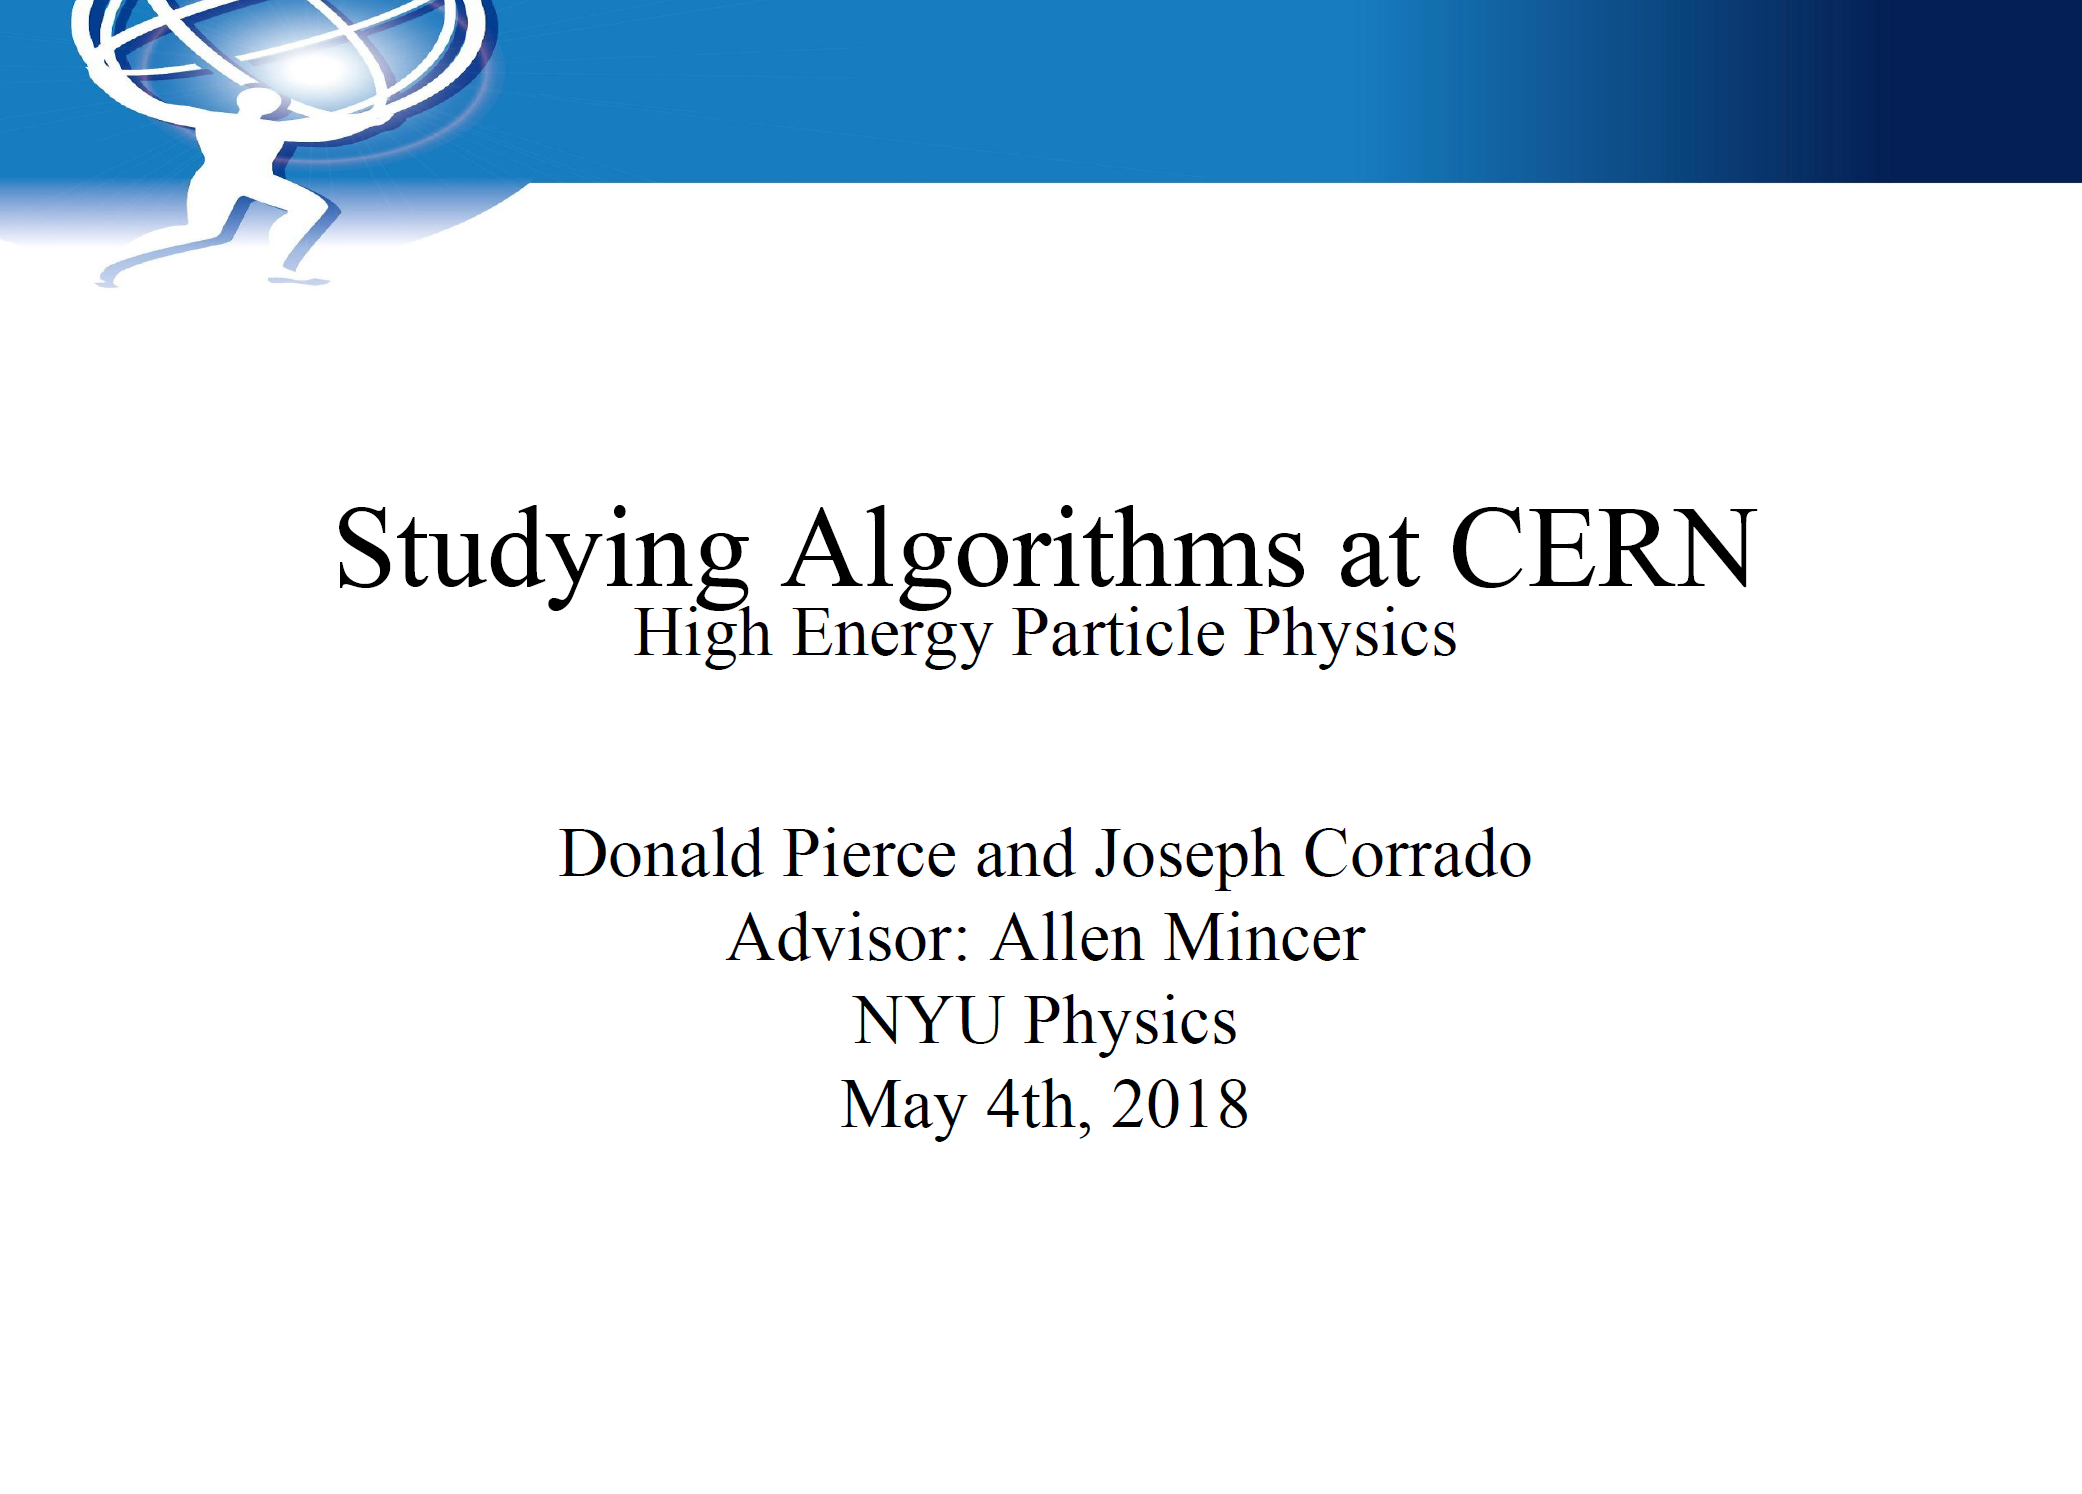 Studying Algorithms at CERN
High Energy Particle Physics
Donald Pierce and Joseph Corrado
Advisor: Allen Mincer
NYU Physics
May 4th, 2018